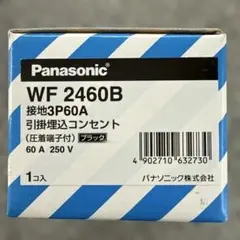 Panasonic
WF 2460B
接地3P60A
引掛埋込コンセント
(圧着端子付) ブラック
60 A 250 V
4 902710 632730
1コ入
パナソニック株式会社